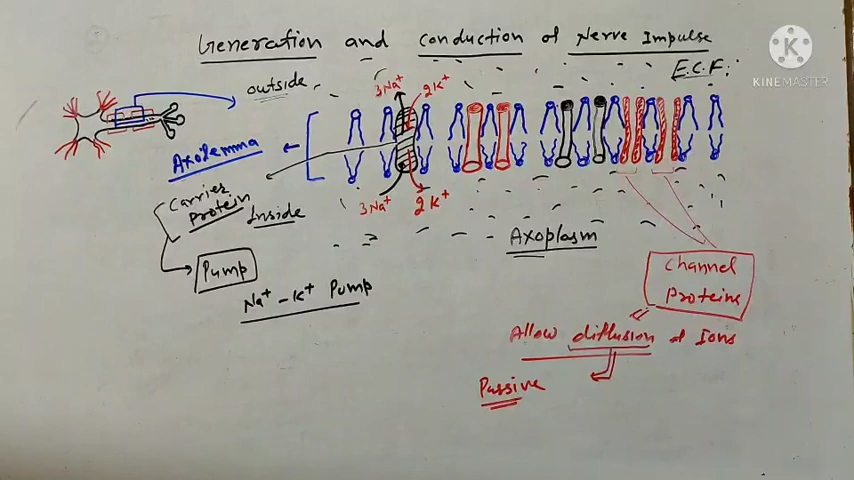 Generation and conduction of Nerve Impulse
E.C.F.
K
KINEMASTER
outside
3Na+
2K+
Axolemma
Carrier
Protein
Inside
3Na+
2K+
Axoplasm
Pump
Na+ - K+ Pump
Channel
Proteins
Allow diffusion of Ions
Passive